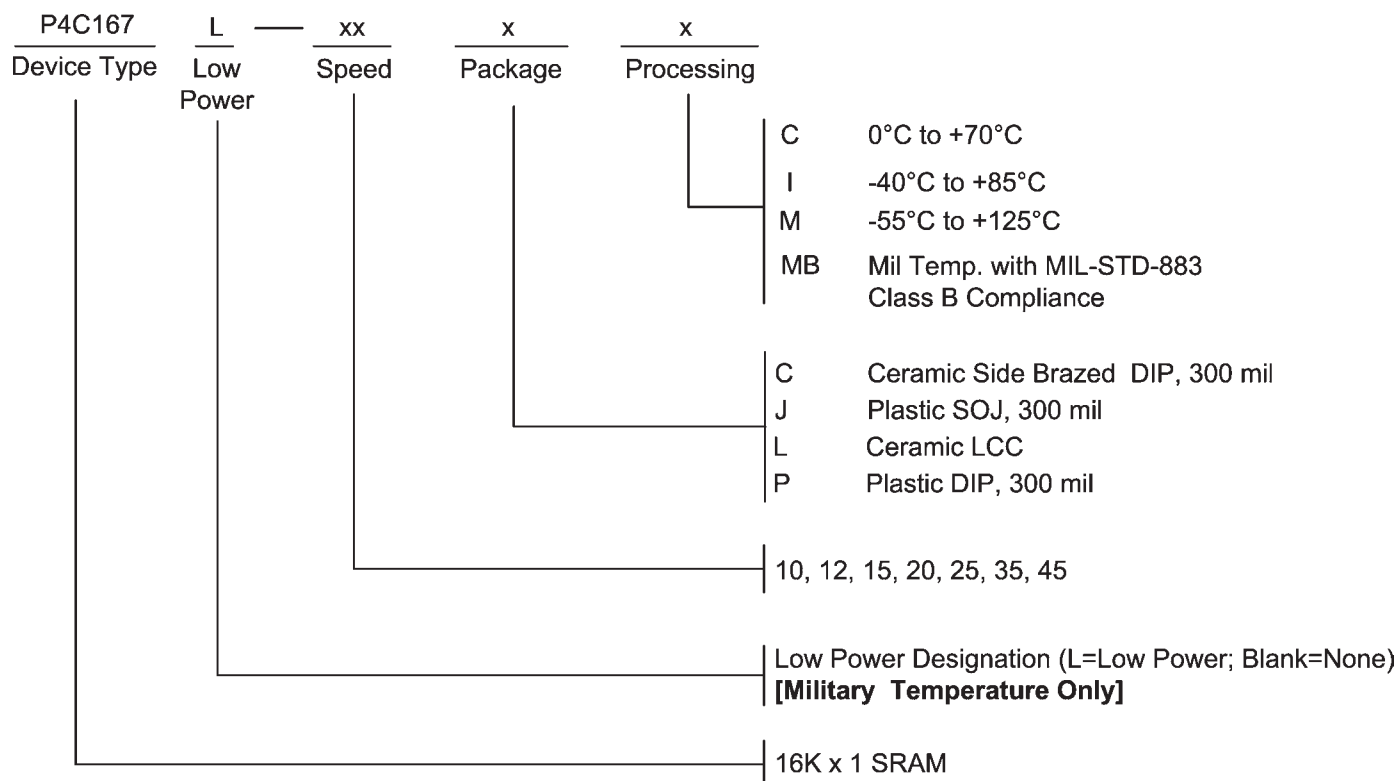 P4C167 L — xx x x
Device Type Low Power Speed Package Processing
C 0°C to +70°C
I -40°C to +85°C
M -55°C to +125°C
MB Mil Temp. with MIL-STD-883
Class B Compliance
C Ceramic Side Brazed DIP, 300 mil
J Plastic SOJ, 300 mil
L Ceramic LCC
P Plastic DIP, 300 mil
10, 12, 15, 20, 25, 35, 45
Low Power Designation (L=Low Power; Blank=None)
[Military Temperature Only]
16K x 1 SRAM